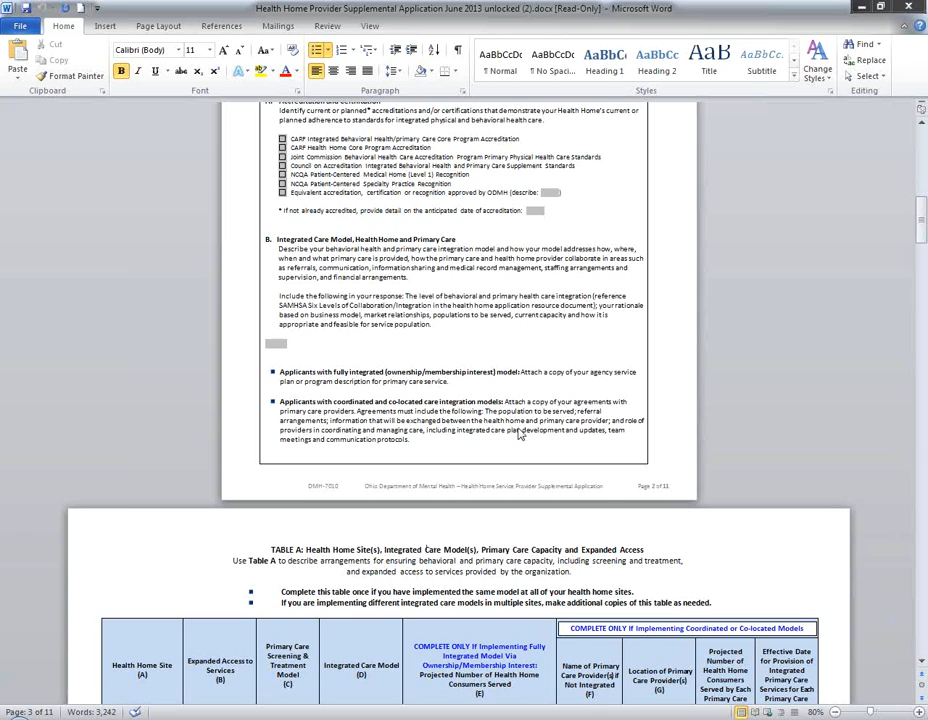 Health Home Provider Supplemental Application June 2013 unlocked (2).docx [Read-Only] - Microsoft Word
File Home Insert Page Layout References Mailings Review View
Paste
Cut
Copy
Format Painter
Clipboard
Calibri (Body) 11
Font
Paragraph
AaBbCcDc AaBbCcDc AaBbC AaBbCc AaB AaBbCc.
¶ Normal ¶ No Spaci... Heading 1 Heading 2 Title Subtitle
Change Styles
Styles
Find
Replace
Select
Editing
Accreditation and Certification
Identify current or planned* accreditations and/or certifications that demonstrate your Health Home's current or
planned adherence to standards for integrated physical and behavioral health care.
CARF Integrated Behavioral Health/primary Care Core Program Accreditation
CARF Health Home Core Program Accreditation
Joint Commission Behavioral Health Care Accreditation Program Primary Physical Health Care Standards
Council on Accreditation Integrated Behavioral Health and Primary Care Supplement Standards
NCQA Patient-Centered Medical Home (Level 1) Recognition
NCQA Patient-Centered Specialty Practice Recognition
Equivalent accreditation, certification or recognition approved by ODMH (describe: )
* If not already accredited, provide detail on the anticipated date of accreditation:
B. Integrated Care Model, Health Home and Primary Care
Describe your behavioral health and primary care integration model and how your model addresses how, where,
when and what primary care is provided, how the primary care and health home provider collaborate in areas such
as referrals, communication, information sharing and medical record management, staffing arrangements and
supervision, and financial arrangements.
Include the following in your response: The level of behavioral and primary health care integration (reference
SAMHSA Six Levels of Collaboration/Integration in the health home application resource document); your rationale
based on business model, market relationships, populations to be served, current capacity and how it is
appropriate and feasible for service population.
Applicants with fully integrated (ownership/membership interest) model: Attach a copy of your agency service
plan or program description for primary care service.
Applicants with coordinated and co-located care integration models: Attach a copy of your agreements with
primary care providers. Agreements must include the following: The population to be served; referral
arrangements; information that will be exchanged between the health home and primary care provider; and role of
providers in coordinating and managing care, including integrated care plan development and updates, team
meetings and communication protocols.
DMH-7010 Ohio Department of Mental Health – Health Home Service Provider Supplemental Application Page 2 of 11
TABLE A: Health Home Site(s), Integrated Care Model(s), Primary Care Capacity and Expanded Access
Use Table A to describe arrangements for ensuring behavioral and primary care capacity, including screening and treatment,
and expanded access to services provided by the organization.
Complete this table once if you have implemented the same model at all of your health home sites.
If you are implementing different integrated care models in multiple sites, make additional copies of this table as needed.
Health Home Site
(A)
Expanded Access to
Services
(B)
Primary Care
Screening &
Treatment
Model
(C)
Integrated Care Model
(D)
COMPLETE ONLY If Implementing Fully
Integrated Model Via
Ownership/Membership Interest:
Projected Number of Health Home
Consumers Served
(E)
COMPLETE ONLY If Implementing Coordinated or Co-located Models
Name of Primary
Care Provider(s) if
Not Integrated
(F)
Location of Primary
Care Provider(s)
(G)
Projected
Number of
Health Home
Consumers
Served by Each
Primary Care
Effective Date
for Provision of
Integrated
Primary Care
Services for Each
Primary Care
Page: 3 of 11 Words: 3,242 80%